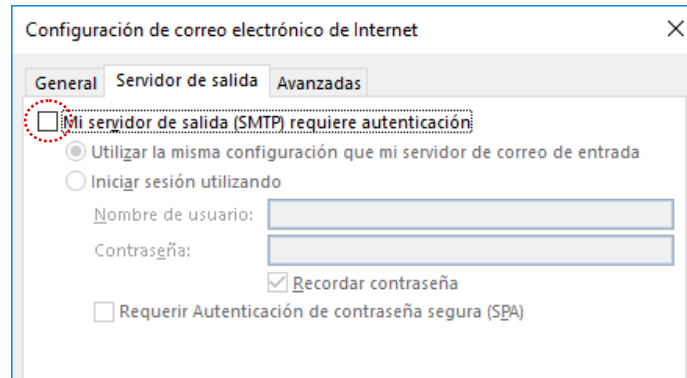 Configuración de correo electrónico de Internet
General Servidor de salida Avanzadas
Mi servidor de salida (SMTP) requiere autenticación
Utilizar la misma configuración que mi servidor de correo de entrada
Iniciar sesión utilizando
Nombre de usuario:
Contraseña:
Recordar contraseña
Requerir Autenticación de contraseña segura (SPA)